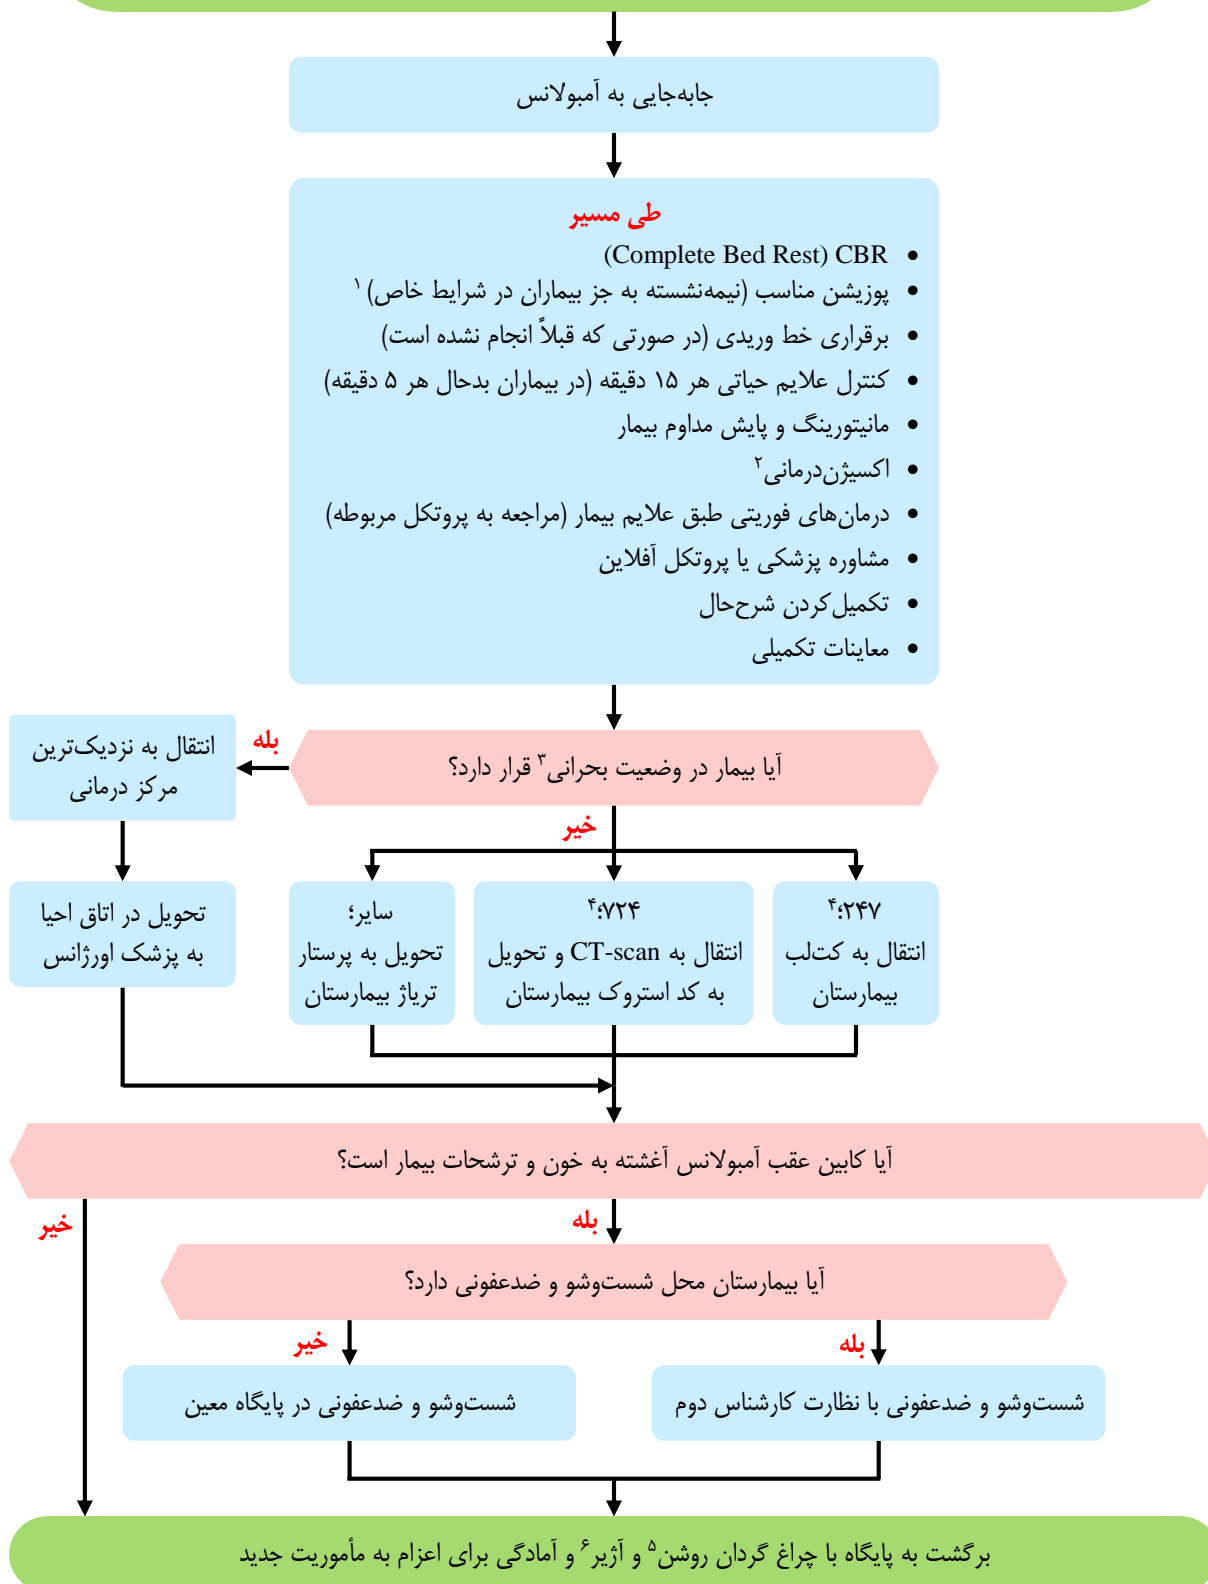 جابه‌جایی به آمبولانس
طی مسیر
• CBR (Complete Bed Rest)
• پوزیشن مناسب (نیمه‌نشسته به جز بیماران در شرایط خاص)۱
• برقراری خط وریدی (در صورتی که قبلاً انجام نشده است)
• کنترل علایم حیاتی هر ۱۵ دقیقه (در بیماران بدحال هر ۵ دقیقه)
• مانیتورینگ و پایش مداوم بیمار
• اکسیژن‌درمانی۲
• درمان‌های فوریتی طبق علایم بیمار (مراجعه به پروتکل مربوطه)
• مشاوره پزشکی یا پروتکل آفلاین
• تکمیل‌کردن شرح‌حال
• معاینات تکمیلی
آیا بیمار در وضعیت بحرانی۳ قرار دارد؟
بله
انتقال به نزدیک‌ترین
مرکز درمانی
تحویل در اتاق احیا
به پزشک اورژانس
خیر
۲۴۷؛۴
انتقال به کت‌لب
بیمارستان
۷۲۴؛۴
انتقال به CT-scan و تحویل
به کد استروک بیمارستان
سایر؛
تحویل به پرستار
تریاژ بیمارستان
آیا کابین عقب آمبولانس آغشته به خون و ترشحات بیمار است؟
بله
خیر
آیا بیمارستان محل شست‌وشو و ضدعفونی دارد؟
بله
خیر
شست‌وشو و ضدعفونی با نظارت کارشناس دوم
شست‌وشو و ضدعفونی در پایگاه معین
برگشت به پایگاه با چراغ گردان روشن۵ و آژیر۶ و آمادگی برای اعزام به مأموریت جدید